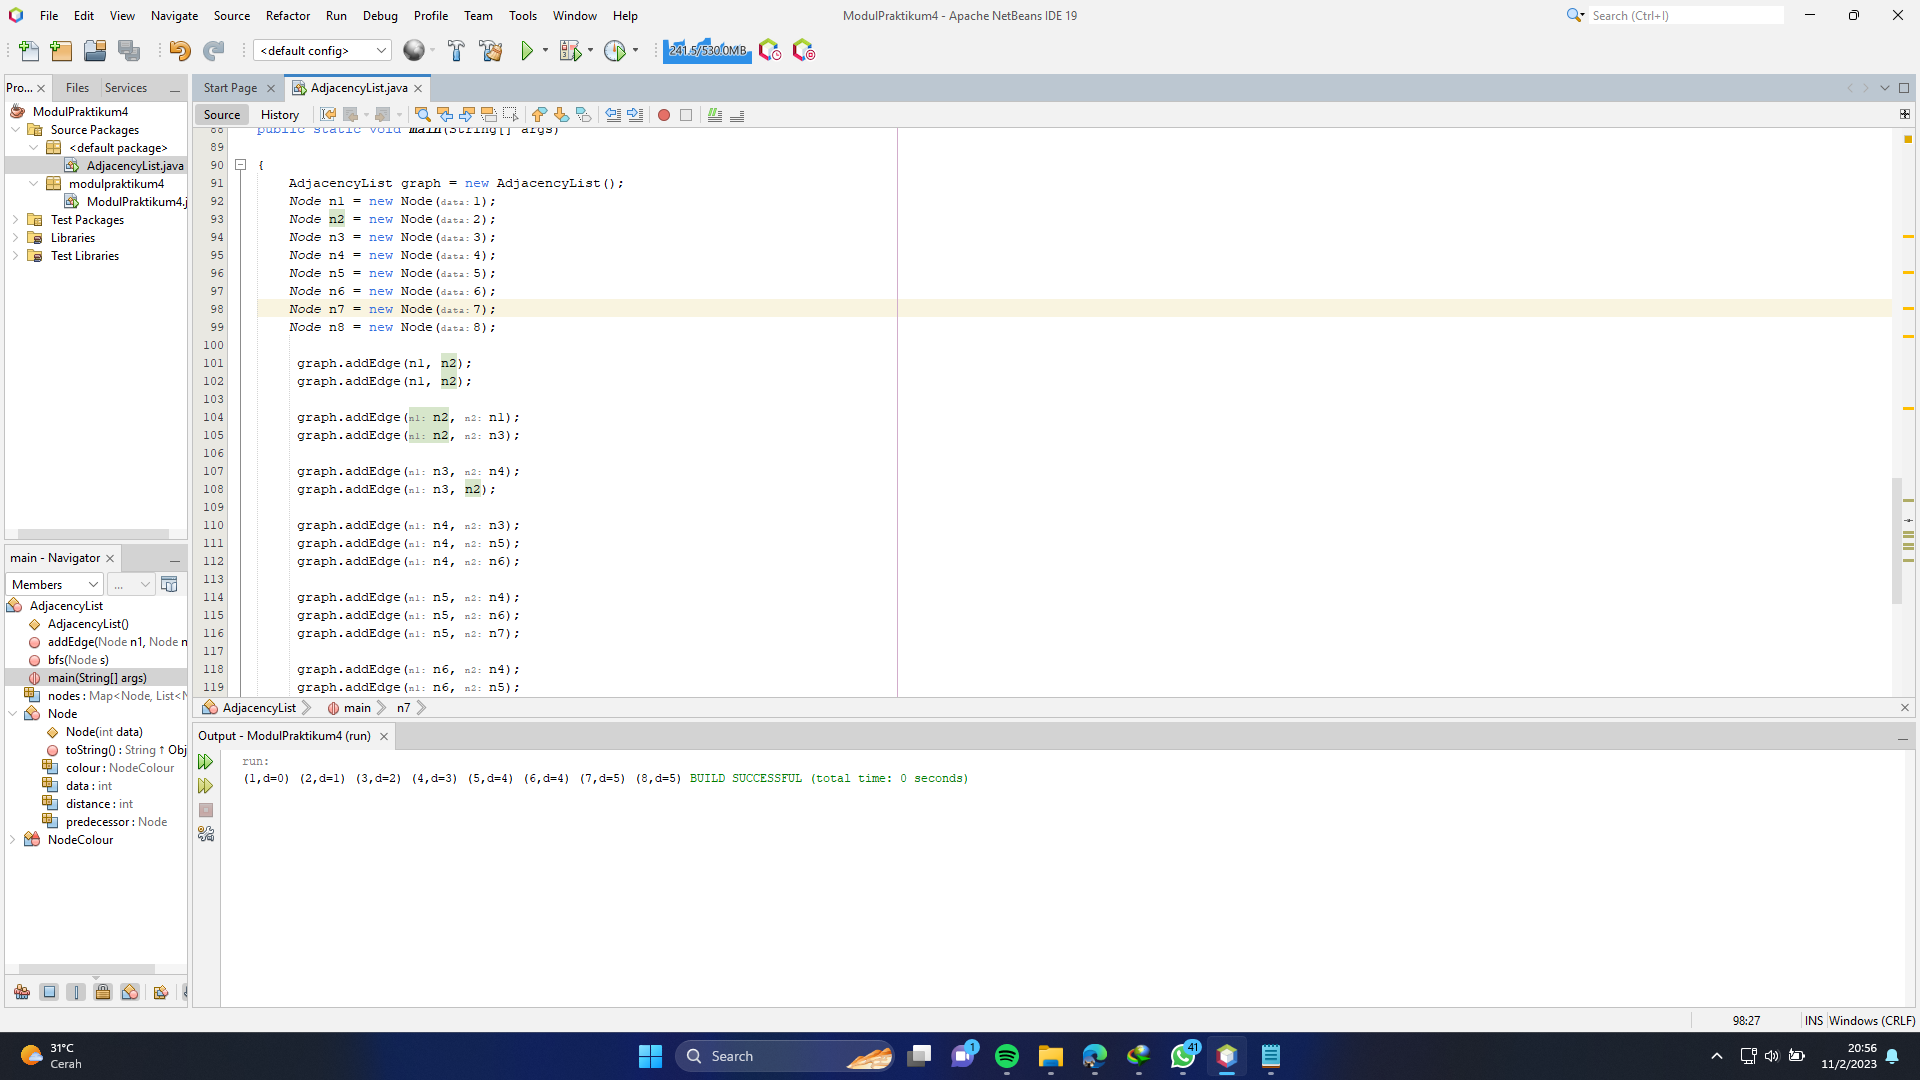 File Edit View Navigate Source Refactor Run Debug Profile Team Tools Window Help
ModulPraktikum4 - Apache NetBeans IDE 19
Search (Ctrl+I)
<default config>
241.5/530.0MB
Pro... Files Services
Start Page AdjacencyList.java
Source History
ModulPraktikum4
Source Packages
<default package>
AdjacencyList.java
modulpraktikum4
ModulPraktikum4.j
Test Packages
Libraries
Test Libraries
88 public static void main(String[] args)
89
90 {
91 AdjacencyList graph = new AdjacencyList();
92 Node n1 = new Node(data: 1);
93 Node n2 = new Node(data: 2);
94 Node n3 = new Node(data: 3);
95 Node n4 = new Node(data: 4);
96 Node n5 = new Node(data: 5);
97 Node n6 = new Node(data: 6);
98 Node n7 = new Node(data: 7);
99 Node n8 = new Node(data: 8);
100
101 graph.addEdge(n1, n2);
102 graph.addEdge(n1, n2);
103
104 graph.addEdge(n1: n2, n2: n1);
105 graph.addEdge(n1: n2, n2: n3);
106
107 graph.addEdge(n1: n3, n2: n4);
108 graph.addEdge(n1: n3, n2);
109
110 graph.addEdge(n1: n4, n2: n3);
111 graph.addEdge(n1: n4, n2: n5);
112 graph.addEdge(n1: n4, n2: n6);
113
114 graph.addEdge(n1: n5, n2: n4);
115 graph.addEdge(n1: n5, n2: n6);
116 graph.addEdge(n1: n5, n2: n7);
117
118 graph.addEdge(n1: n6, n2: n4);
119 graph.addEdge(n1: n6, n2: n5);
AdjacencyList main n7
main - Navigator
Members ...
AdjacencyList
AdjacencyList()
addEdge(Node n1, Node n
bfs(Node s)
main(String[] args)
nodes : Map<Node, List<N
Node
Node(int data)
toString() : String ↑ Obj
colour : NodeColour
data : int
distance : int
predecessor : Node
NodeColour
Output - ModulPraktikum4 (run)
run:
(1,d=0) (2,d=1) (3,d=2) (4,d=3) (5,d=4) (6,d=4) (7,d=5) (8,d=5) BUILD SUCCESSFUL (total time: 0 seconds)
98:27 INS Windows (CRLF)
31°C
Cerah
Search
1
41
20:56
11/2/2023